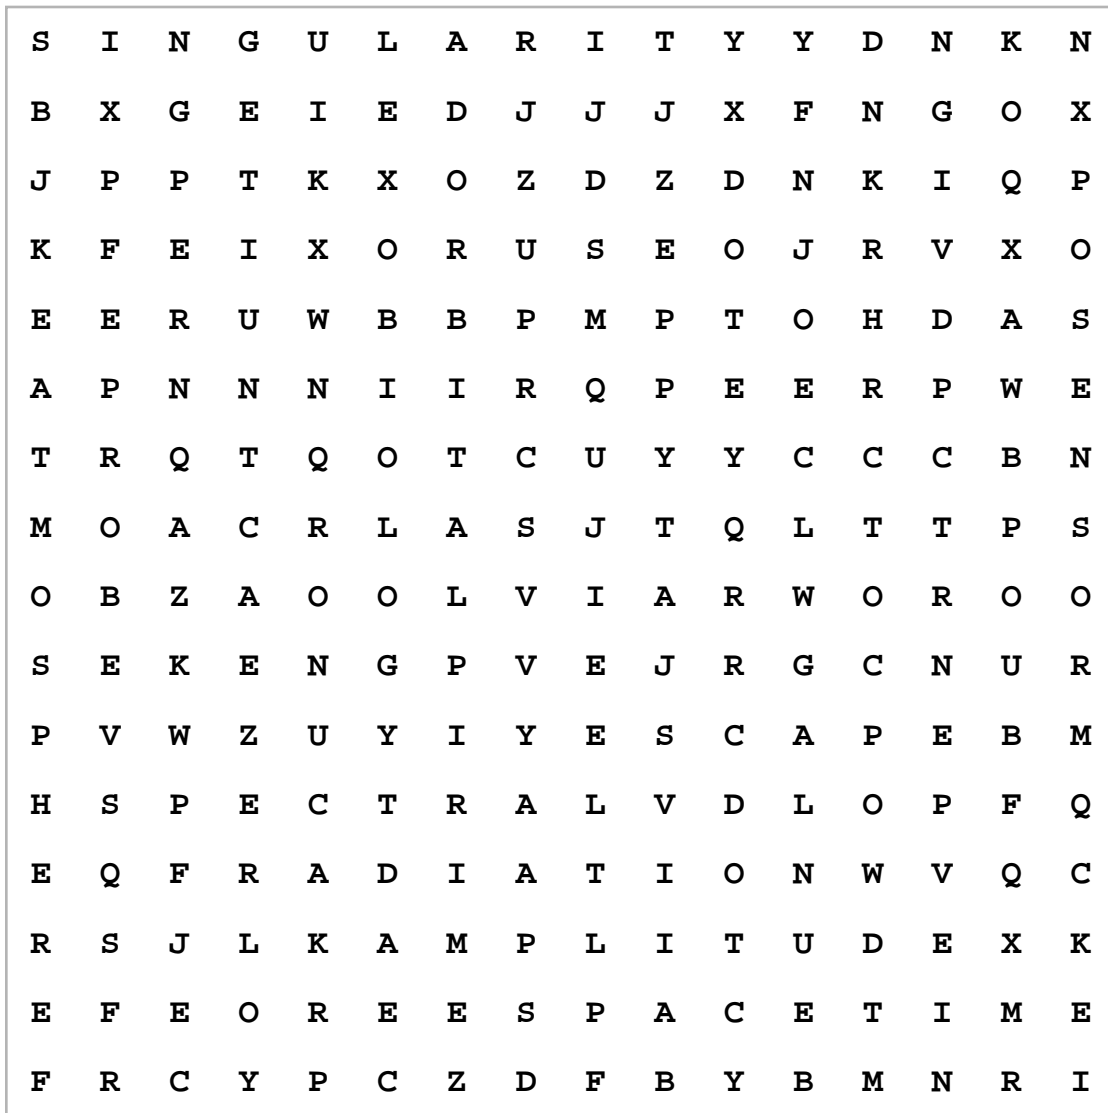 S I N G U L A R I T Y Y D N K N
B X G E I E D J J J X F N G O X
J P P T K X O Z D Z D N K I Q P
K F E I X O R U S E O J R V X O
E E R U W B B P M P T O H D A S
A P N N N I I R Q P E E R P W E
T R Q T Q O T C U Y Y C C C B N
M O A C R L A S J T Q L T T P S
O B Z A O O L V I A R W O R O O
S E K E N G P V E J R G C N U R
P V W Z U Y I Y E S C A P E B M
H S P E C T R A L V D L O P F Q
E Q F R A D I A T I O N W V Q C
R S J L K A M P L I T U D E X K
E F E O R E E S P A C E T I M E
F R C Y P C Z D F B Y B M N R I